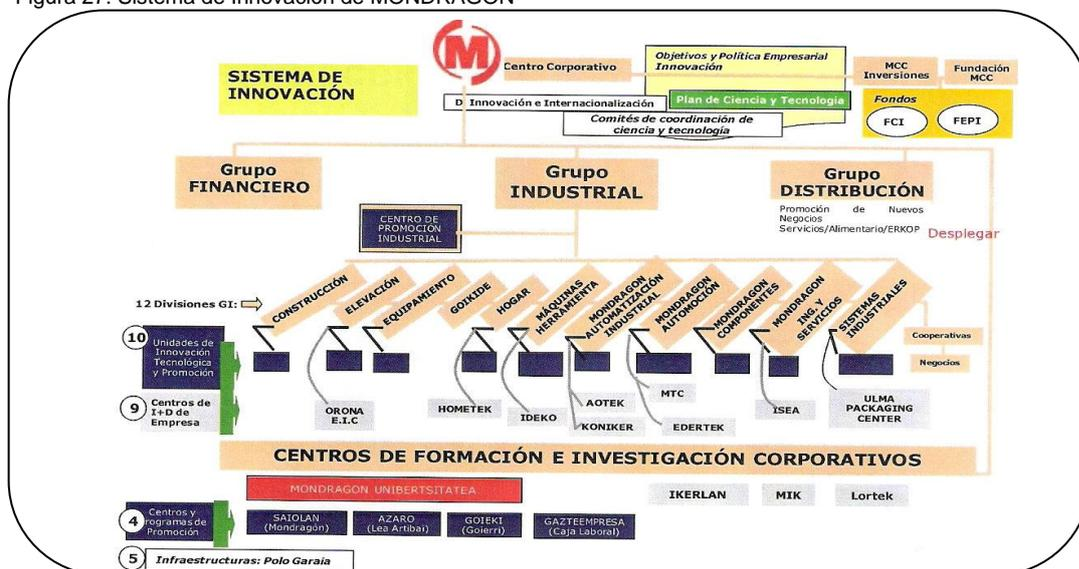 Figura 27. Sistema de Innovación de MONDRAGON
M
SISTEMA DE
INNOVACIÓN
Centro Corporativo
Objetivos y Política Empresarial
Innovación
MCC
Inversiones
Fundación
MCC
D. Innovación e Internacionalización
Plan de Ciencia y Tecnología
Comités de coordinación de
ciencia y tecnología
Fondos
FCI
FEPI
Grupo
FINANCIERO
Grupo
INDUSTRIAL
Grupo
DISTRIBUCIÓN
Promoción de Nuevos
Negocios
Servicios/Alimentario/ERKOP
Desplegar
CENTRO DE
PROMOCIÓN
INDUSTRIAL
12 Divisiones GI:
CONSTRUCCIÓN
ELEVACIÓN
EQUIPAMIENTO
GOIKIDE
HOGAR
MÁQUINAS
HERRAMIENTA
MONDRAGON
AUTOMATIZACIÓN
INDUSTRIAL
MONDRAGON
AUTOMOCIÓN
MONDRAGON
COMPONENTES
MONDRAGON
ING. Y
SERVICIOS
SISTEMAS
INDUSTRIALES
Cooperativas
Negocios
10
Unidades de
Innovación
Tecnológica
y Promoción
9
Centros de
I+D de
Empresa
ORONA
E.I.C
HOMETEK
IDEKO
AOTEK
KONIKER
MTC
EDERTEK
ISEA
ULMA
PACKAGING
CENTER
CENTROS DE FORMACIÓN E INVESTIGACIÓN CORPORATIVOS
MONDRAGON UNIBERTSITATEA
IKERLAN
MIK
Lortek
4
Centros y
rogramas de
Promoción
SAIOLAN
(Mondragón)
AZARO
(Lea Artibai)
GOIEKI
(Goierri)
GAZTEEMPRESA
(Caja Laboral)
5
Infraestructuras: Polo Garaia